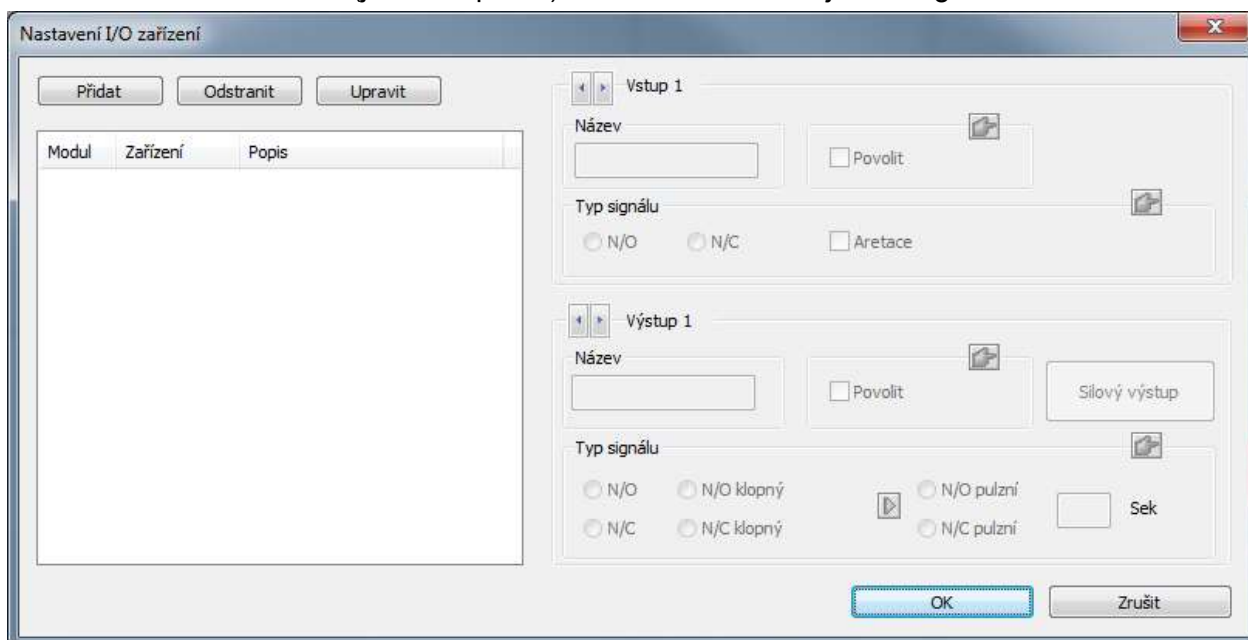 Nastavení I/O zařízení
Přidat Odstranit Upravit
Modul Zařízení Popis
Vstup 1
Název
Povolit
Typ signálu
N/O N/C Aretace
Výstup 1
Název
Povolit Silový výstup
Typ signálu
N/O N/O klopný N/O pulzní
Sek
N/C N/C klopný N/C pulzní
OK Zrušit